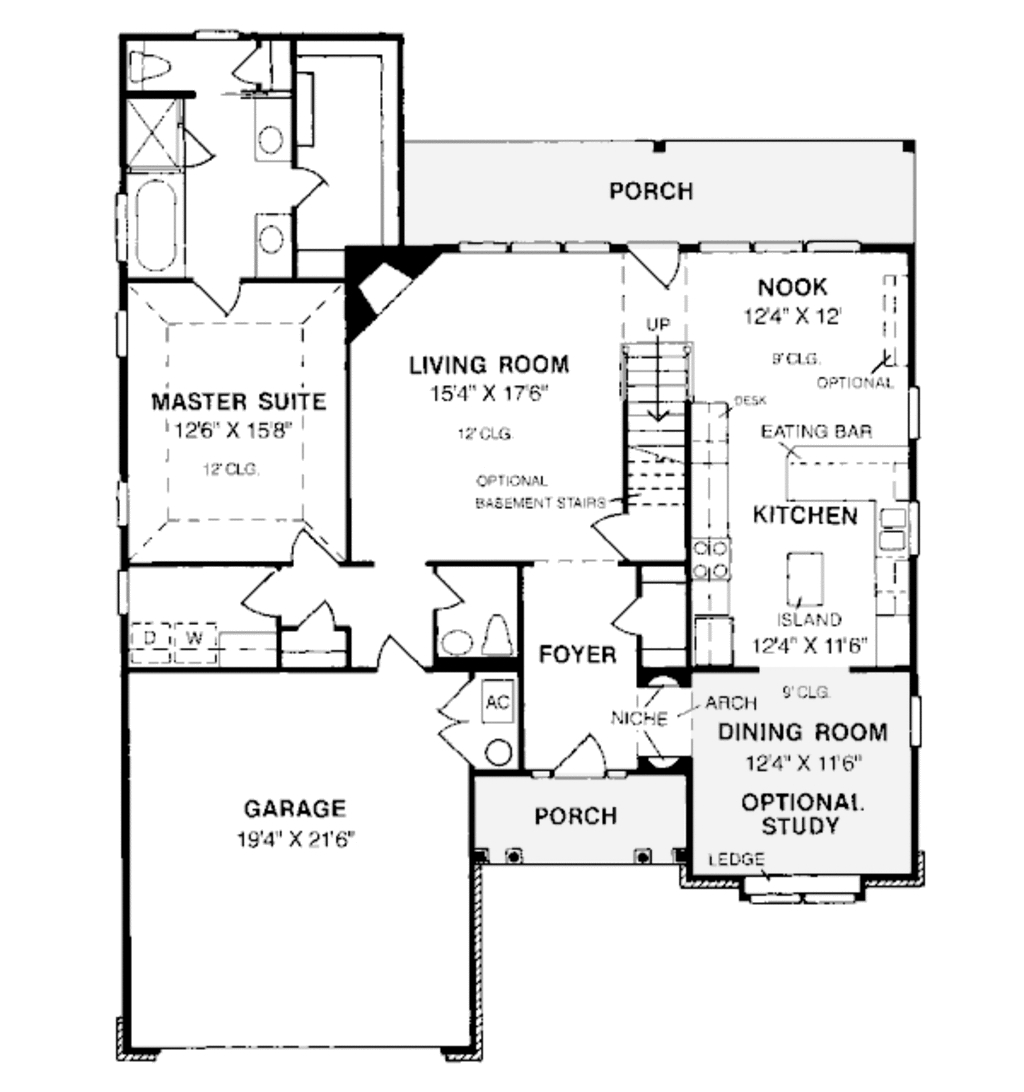 PORCH
NOOK
12'4" X 12'
9' CLG.
OPTIONAL
UP
LIVING ROOM
15'4" X 17'6"
12' CLG.
MASTER SUITE
12'6" X 15'8"
12' CLG.
DESK
EATING BAR
OPTIONAL
BASEMENT STAIRS
KITCHEN
ISLAND
12'4" X 11'6"
D
W
FOYER
9' CLG.
AC
NICHE
ARCH
DINING ROOM
12'4" X 11'6"
OPTIONAL
STUDY
LEDGE
GARAGE
19'4" X 21'6"
PORCH